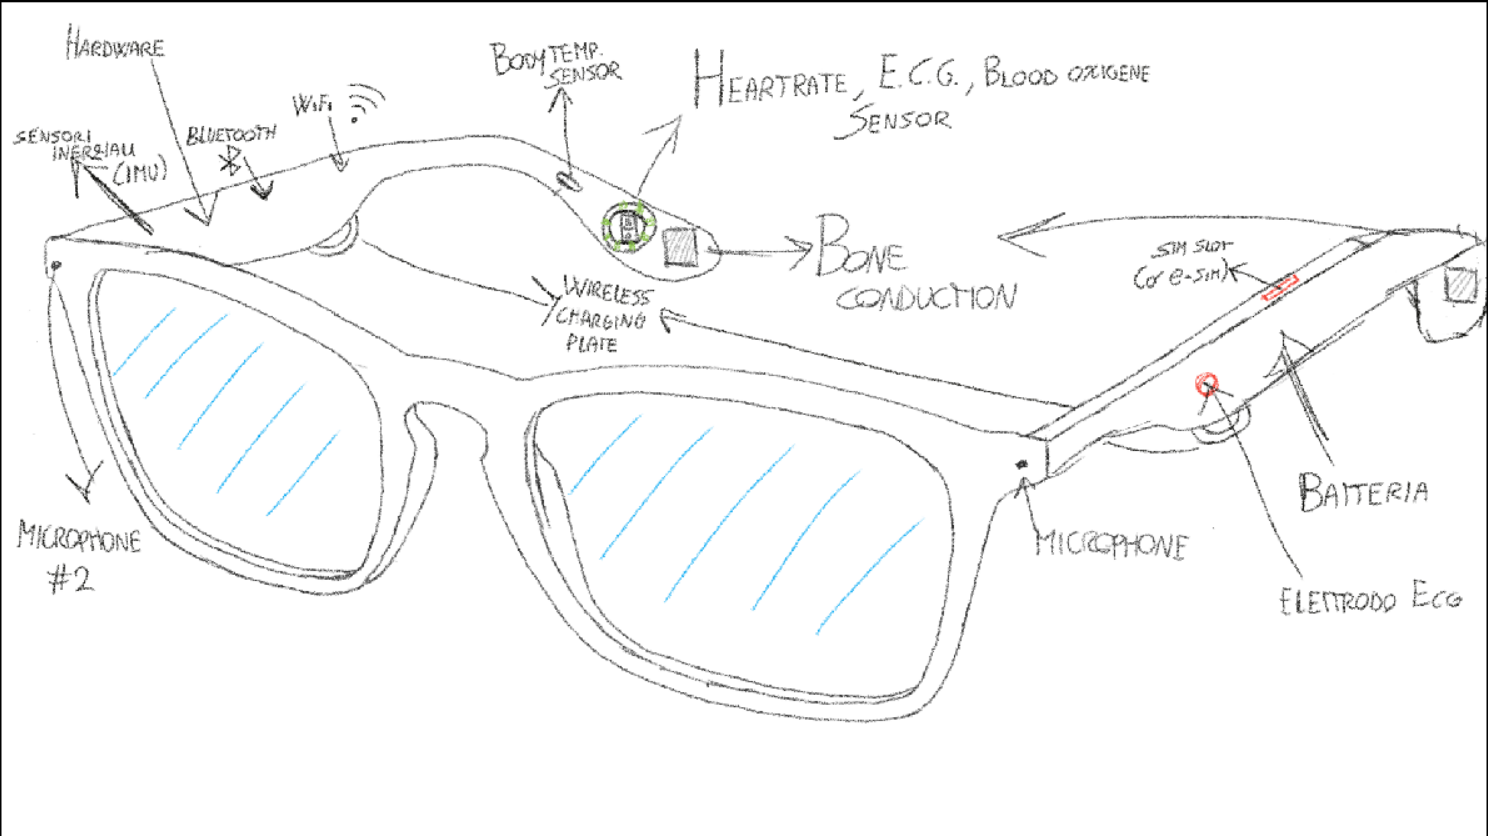 HARDWARE
BODY TEMP.
SENSOR
HEARTRATE, E.C.G., BLOOD OXIGENE
SENSOR
WiFi
SENSORI
INERZIALI
(IMU)
BLUETOOTH
BONE
CONDUCTION
SIM SLOT
(or e-SIM)
WIRELESS
CHARGING
PLATE
BATTERIA
MICROPHONE
#2
MICROPHONE
ELETTRODO ECG